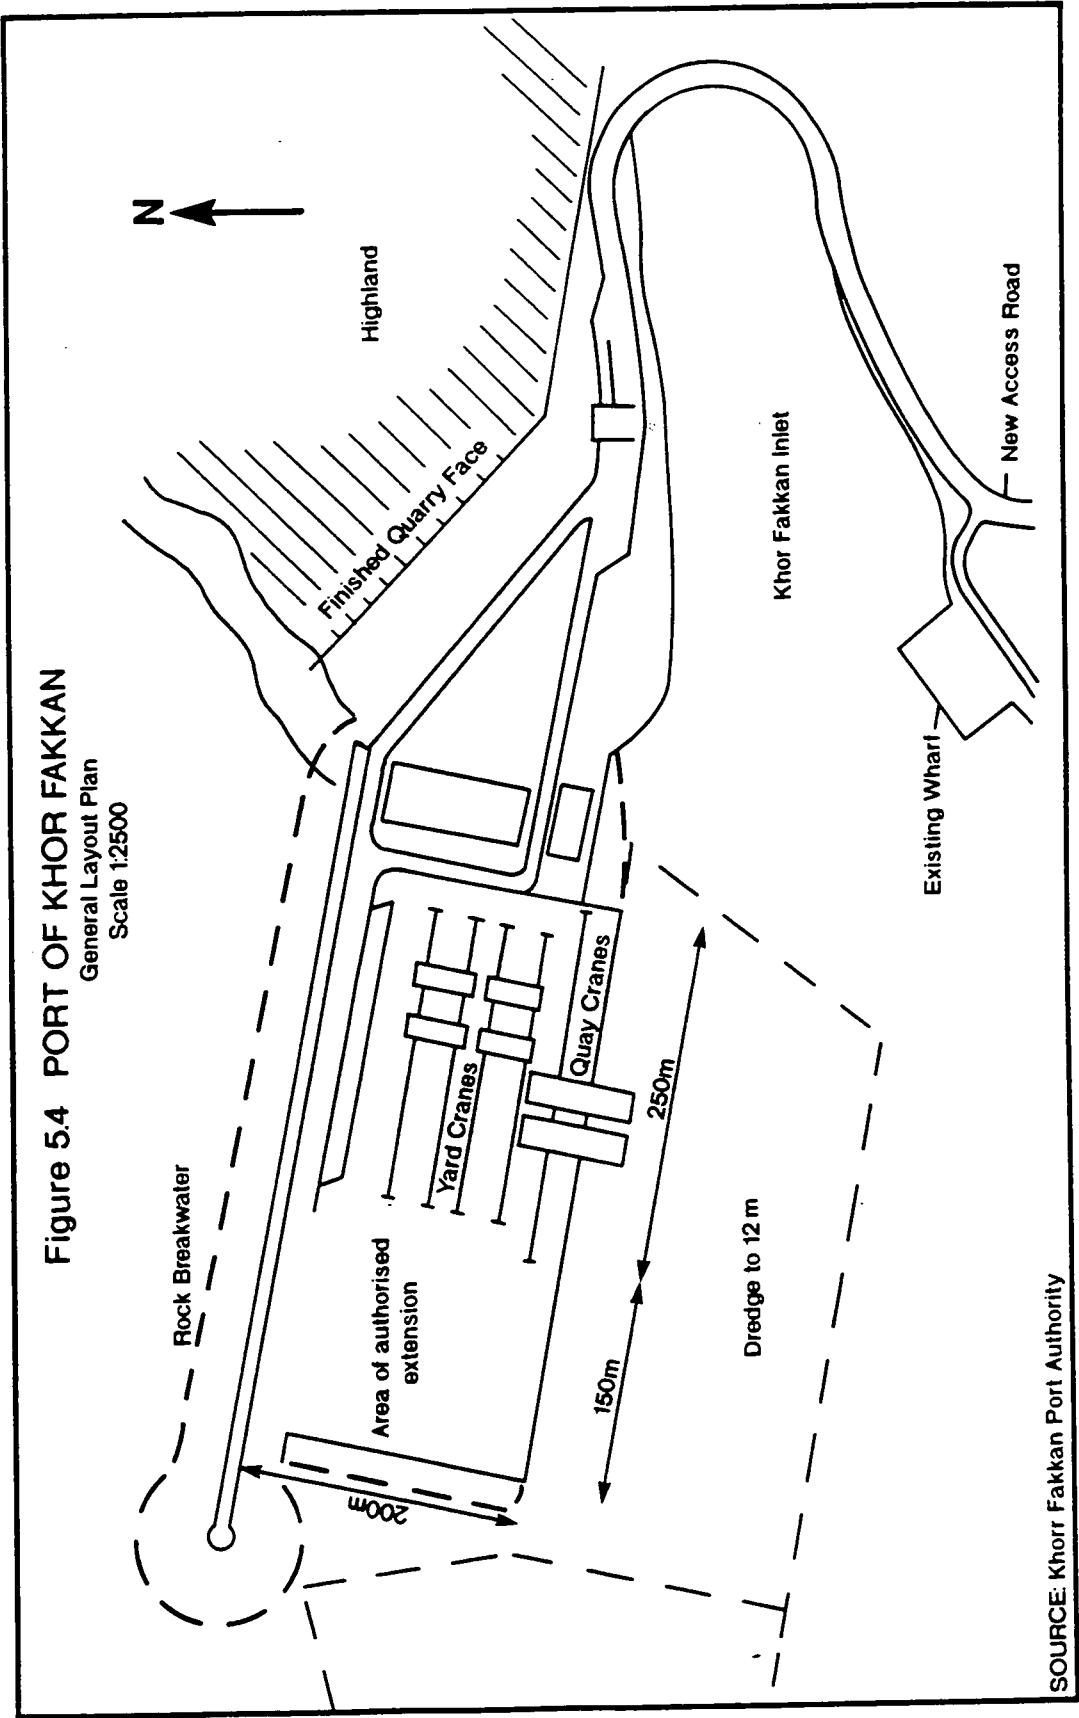 Figure 5.4 PORT OF KHOR FAKKAN
General Layout Plan
Scale 1:2500
N
Highland
Finished Quarry Face
Rock Breakwater
Area of authorised
extension
Yard Cranes
Quay Cranes
200m
150m
250m
Dredge to 12 m
Khor Fakkan Inlet
Existing Wharf
New Access Road
SOURCE: Khorr Fakkan Port Authority